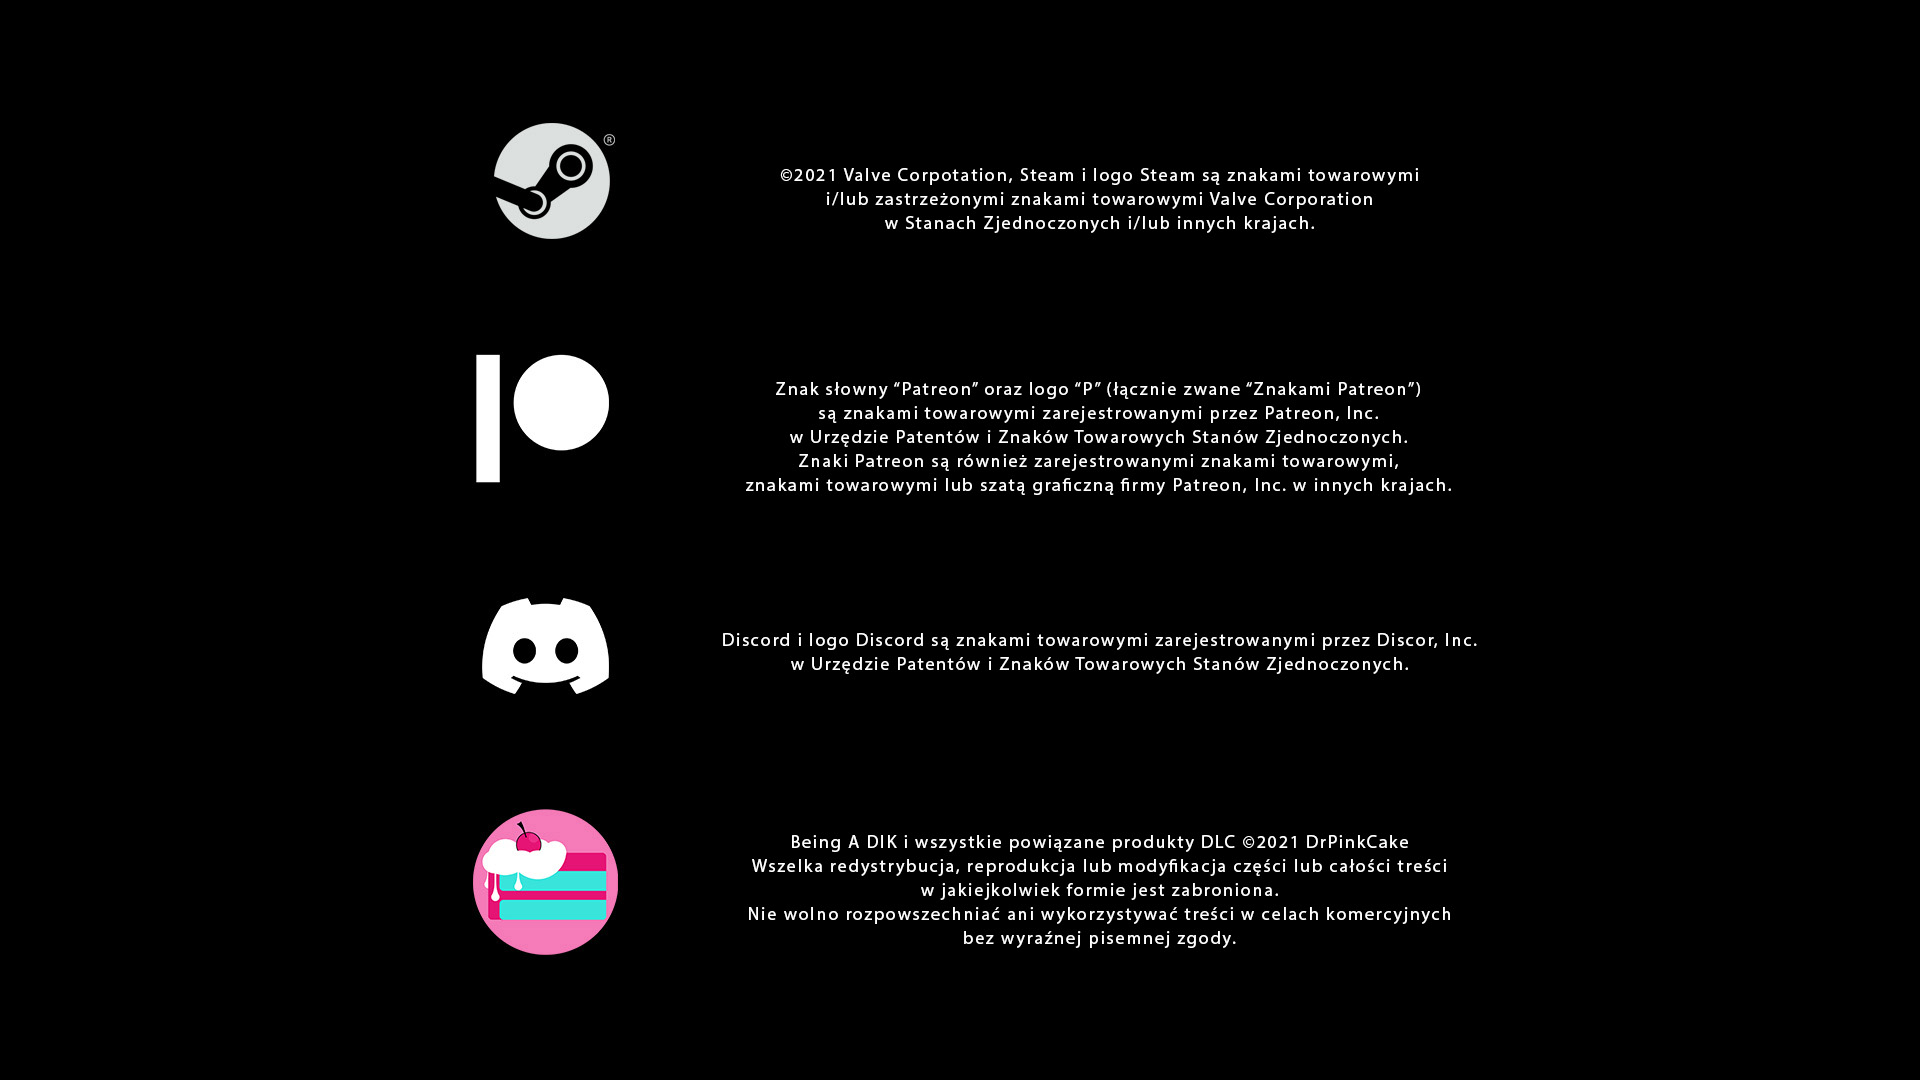 ®
©2021 Valve Corpotation, Steam i logo Steam są znakami towarowymi
i/lub zastrzeżonymi znakami towarowymi Valve Corporation
w Stanach Zjednoczonych i/lub innych krajach.
Znak słowny “Patreon” oraz logo “P” (łącznie zwane “Znakami Patreon”)
są znakami towarowymi zarejestrowanymi przez Patreon, Inc.
w Urzędzie Patentów i Znaków Towarowych Stanów Zjednoczonych.
Znaki Patreon są również zarejestrowanymi znakami towarowymi,
znakami towarowymi lub szatą graficzną firmy Patreon, Inc. w innych krajach.
Discord i logo Discord są znakami towarowymi zarejestrowanymi przez Discor, Inc.
w Urzędzie Patentów i Znaków Towarowych Stanów Zjednoczonych.
Being A DIK i wszystkie powiązane produkty DLC ©2021 DrPinkCake
Wszelka redystrybucja, reprodukcja lub modyfikacja części lub całości treści
w jakiejkolwiek formie jest zabroniona.
Nie wolno rozpowszechniać ani wykorzystywać treści w celach komercyjnych
bez wyraźnej pisemnej zgody.